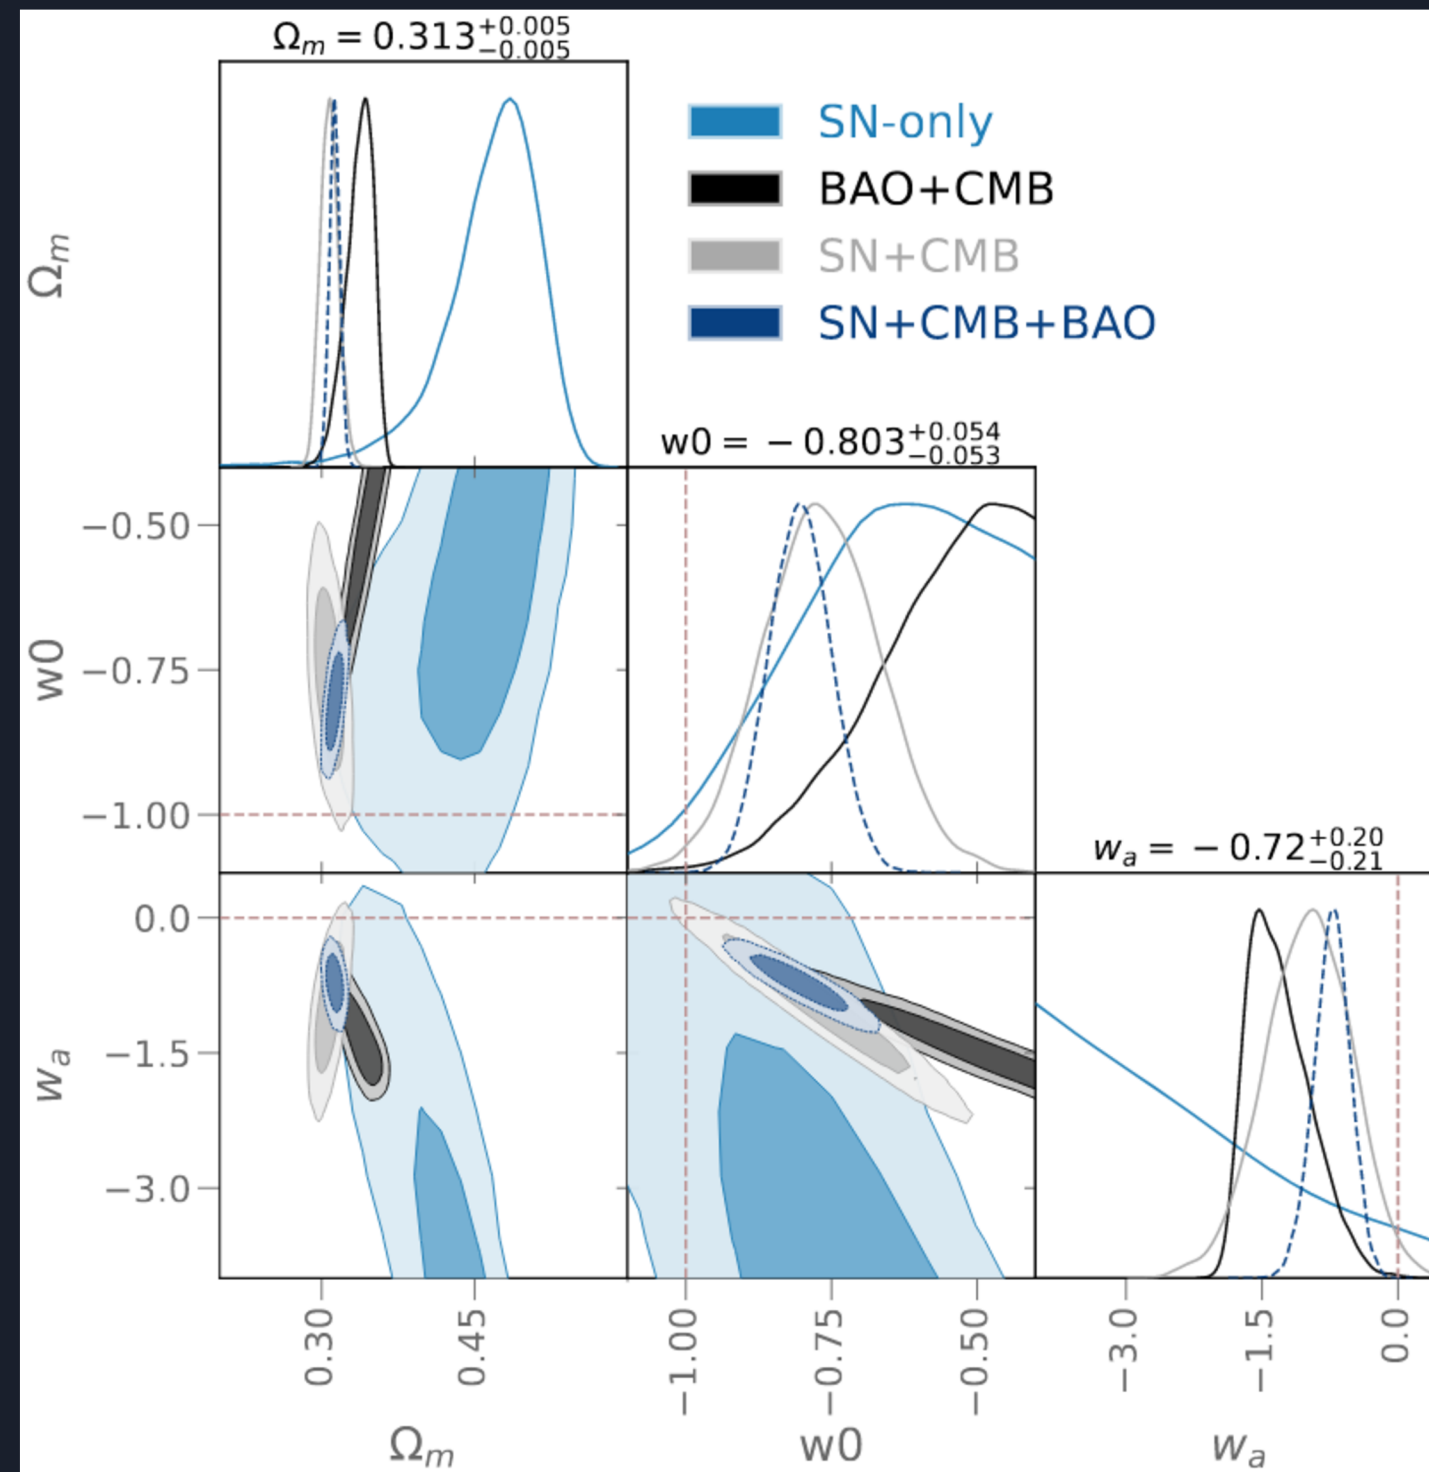 Ωₘ = 0.313⁺⁰·⁰⁰⁵₋₀.₀₀₅
SN-only
BAO+CMB
SN+CMB
SN+CMB+BAO
Ωₘ
w0 = −0.803⁺⁰·⁰⁵⁴₋₀.₀₅₃
−0.50
−0.75
−1.00
w0
wₐ = −0.72⁺⁰·²⁰₋₀.₂₁
0.0
−1.5
−3.0
wₐ
0.30
0.45
−1.00
−0.75
−0.50
−3.0
−1.5
0.0
Ωₘ
w0
wₐ